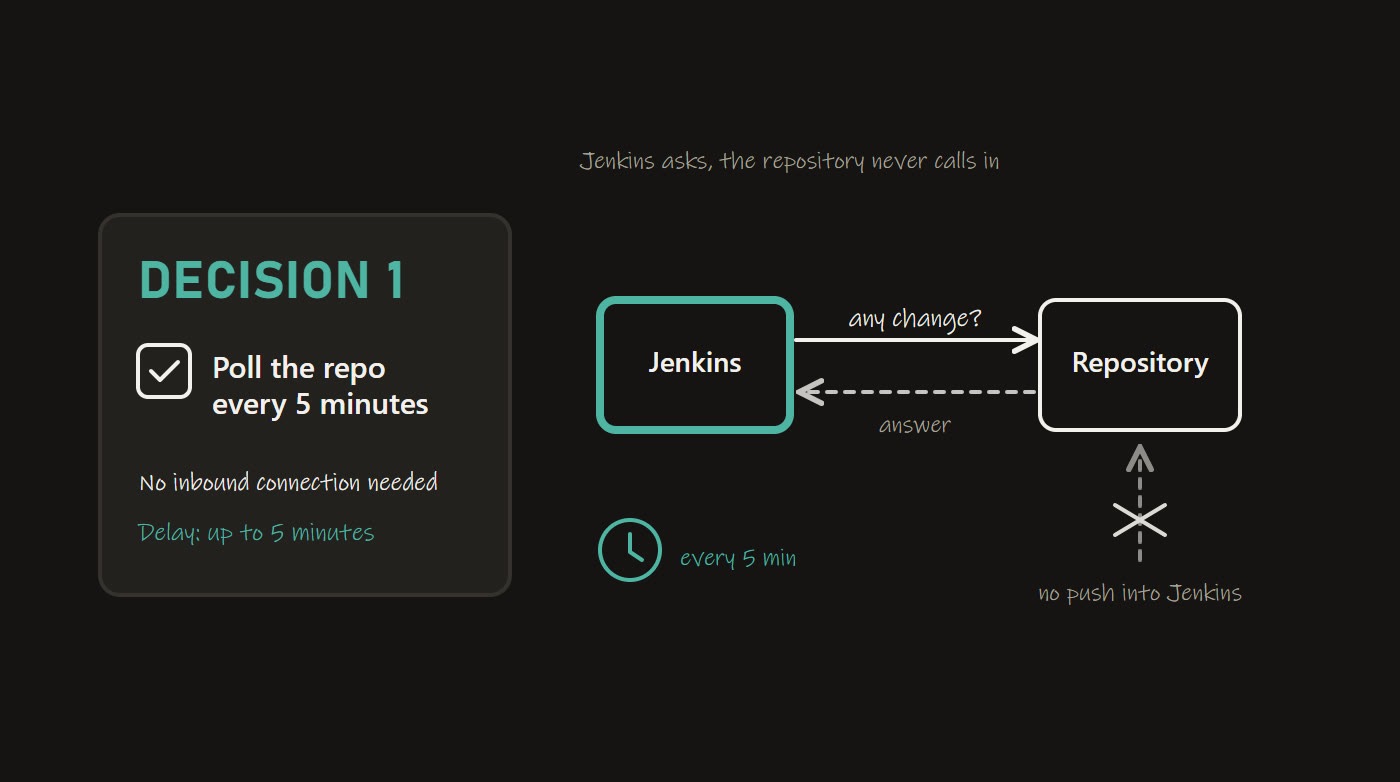 Jenkins asks, the repository never calls in
DECISION 1
Poll the repo
every 5 minutes
No inbound connection needed
Delay: up to 5 minutes
Jenkins
any change?
answer
Repository
every 5 min
no push into Jenkins